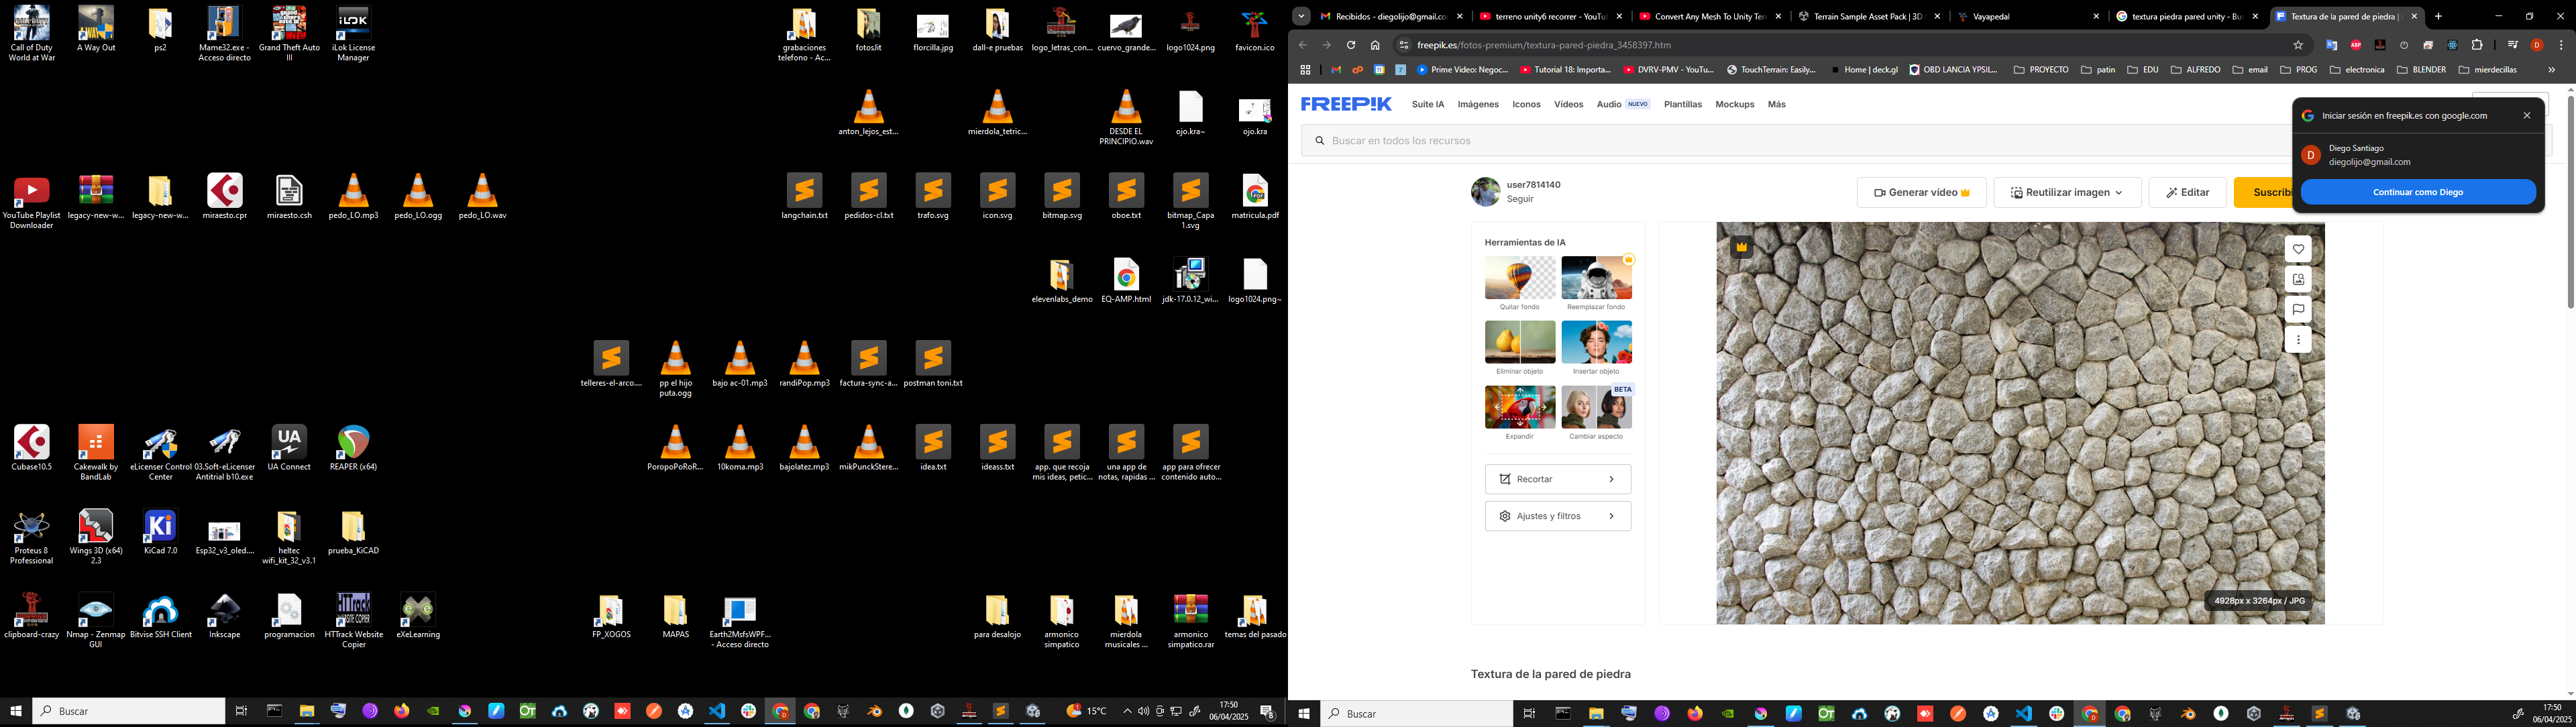 Call of Duty
World at War
A Way Out
ps2
Mame32.exe -
Acceso directo
Grand Theft Auto
III
iLok License
Manager
grabaciones
telefono - Ac...
fotos.lit
florcilla.jpg
dall-e pruebas
logo_letras_con...
cuervo_grande...
logo1024.png
favicon.ico
anton_lejos_est...
mierdola_tetric...
DESDE EL
PRINCIPIO.wav
ojo.kra~
ojo.kra
YouTube Playlist
Downloader
legacy-new-w...
legacy-new-w...
miraesto.cpr
miraesto.csh
pedo_LO.mp3
pedo_LO.ogg
pedo_LO.wav
langchain.txt
pedidos-cl.txt
trafo.svg
icon.svg
bitmap.svg
oboe.txt
bitmap_Capa
1.svg
matricula.pdf
elevenlabs_demo
EQ-AMP.html
jdk-17.0.12_wi...
logo1024.png~
telleres-el-arco....
pp el hijo
puta.ogg
bajo ac-01.mp3
randiPop.mp3
factura-sync-a...
postman toni.txt
Cubase10.5
Cakewalk by
BandLab
eLicenser Control
Center
03.Soft-eLicenser
Antitrial b10.exe
UA Connect
REAPER (x64)
PoropoPoRoR...
10koma.mp3
bajolatez.mp3
mikPunckStere...
idea.txt
ideass.txt
app. que recoja
mis ideas, petic...
una app de
notas, rapidas ...
app para ofrecer
contenido auto...
Proteus 8
Professional
Wings 3D (x64)
2.3
KiCad 7.0
Esp32_v3_oled....
heltec
wifi_kit_32_v3.1
prueba_KiCAD
clipboard-crazy
Nmap - Zenmap
GUI
Bitvise SSH Client
Inkscape
programacion
HTTrack Website
Copier
eXeLearning
FP_XOGOS
MAPAS
Earth2MsfsWPF...
- Acceso directo
para desalojo
armonico
simpatico
mierdola
musicales ...
armonico
simpatico.rar
temas del pasado
Buscar
15°C
17:50
06/04/2025
Recibidos - diegolijo@gmail.co
terreno unity6 recorrer - YouTu
Convert Any Mesh To Unity Ter
Terrain Sample Asset Pack | 3D
Vayapedal
textura piedra pared unity - Bu
Textura de la pared de piedra |
freepik.es/fotos-premium/textura-pared-piedra_3458397.htm
Prime Video: Negoc...
Tutorial 18: Importa...
DVRV-PMV - YouTu...
TouchTerrain: Easily...
Home | deck.gl
OBD LANCIA YPSIL...
PROYECTO
patin
EDU
ALFREDO
email
PROG
electronica
BLENDER
mierdecillas
FREEPIK
Suite IA
Imágenes
Iconos
Vídeos
Audio
NUEVO
Plantillas
Mockups
Más
Buscar en todos los recursos
Iniciar sesión en freepik.es con google.com
D
Diego Santiago
diegolijo@gmail.com
Continuar como Diego
user7814140
Seguir
Generar vídeo
Reutilizar imagen
Editar
Suscribi
Herramientas de IA
Quitar fondo
Reemplazar fondo
Eliminar objeto
Insertar objeto
BETA
Expandir
Cambiar aspecto
Recortar
Ajustes y filtros
4928px x 3264px / JPG
Textura de la pared de piedra
Buscar
17:50
06/04/202